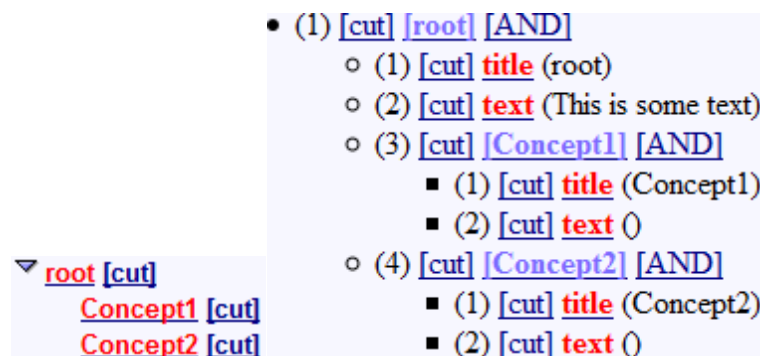 (1) [cut] [root] [AND]
(1) [cut] title (root)
(2) [cut] text (This is some text)
(3) [cut] [Concept1] [AND]
(1) [cut] title (Concept1)
(2) [cut] text ()
(4) [cut] [Concept2] [AND]
(1) [cut] title (Concept2)
(2) [cut] text ()
root [cut]
Concept1 [cut]
Concept2 [cut]